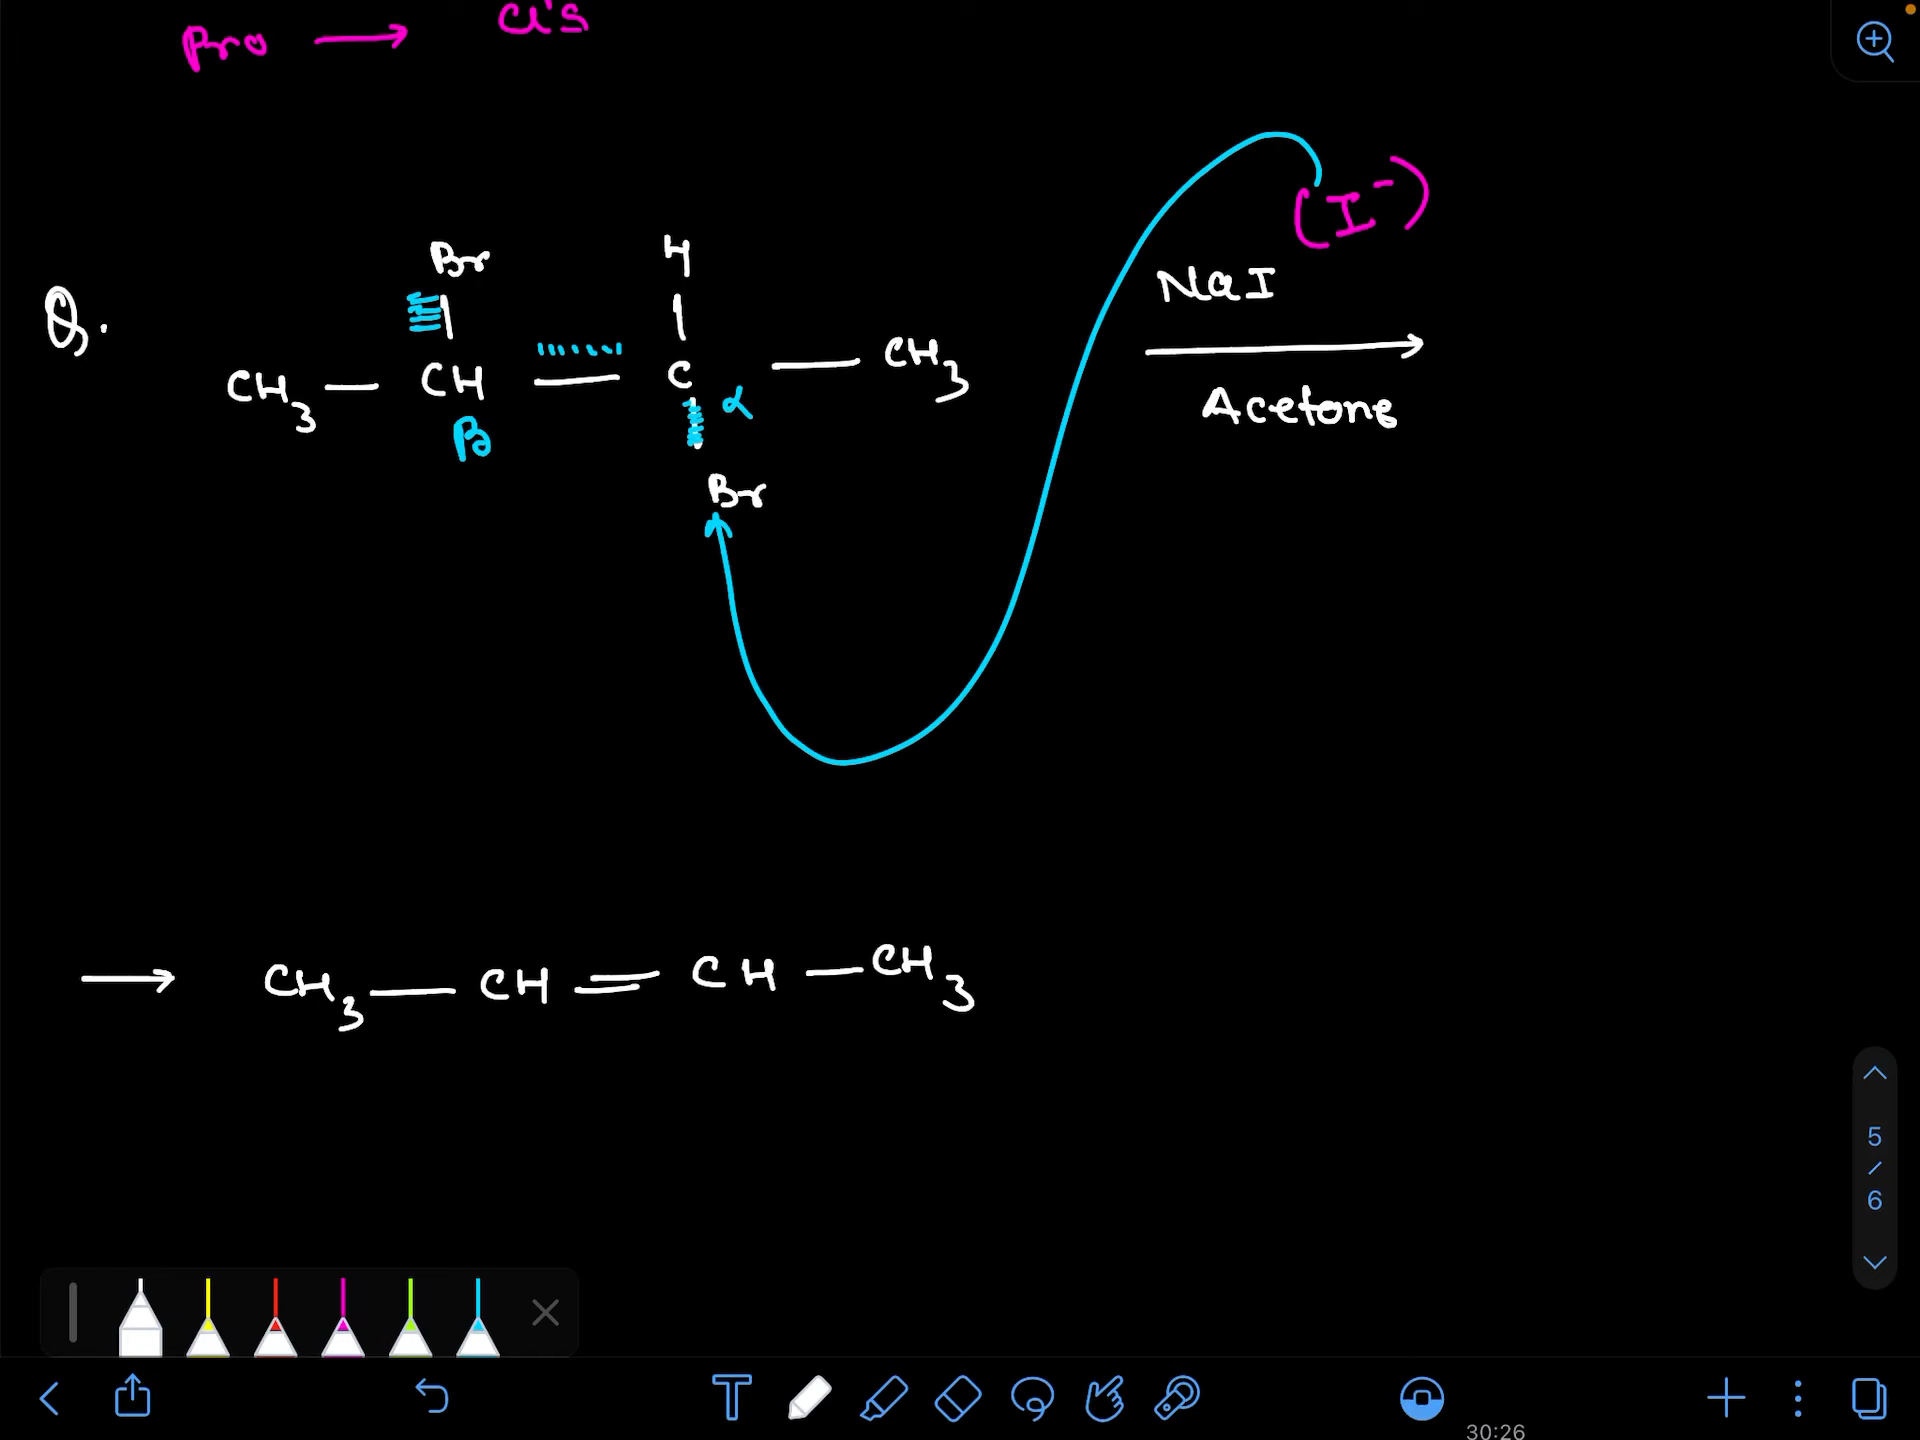 Pro → Cis
(I⁻)
Br H
NaI
Q. CH₃ — CH = C — CH₃ →
β α
Acetone
Br
→ CH₃ — CH = CH — CH₃
5
/
6
T
30:26